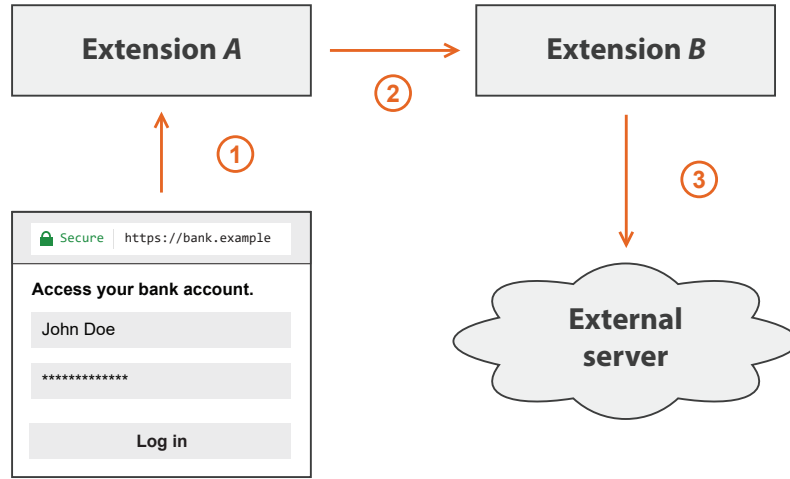 Extension A
Extension B
2
1
3
Secure
https://bank.example
Access your bank account.
John Doe
*************
Log in
External
server